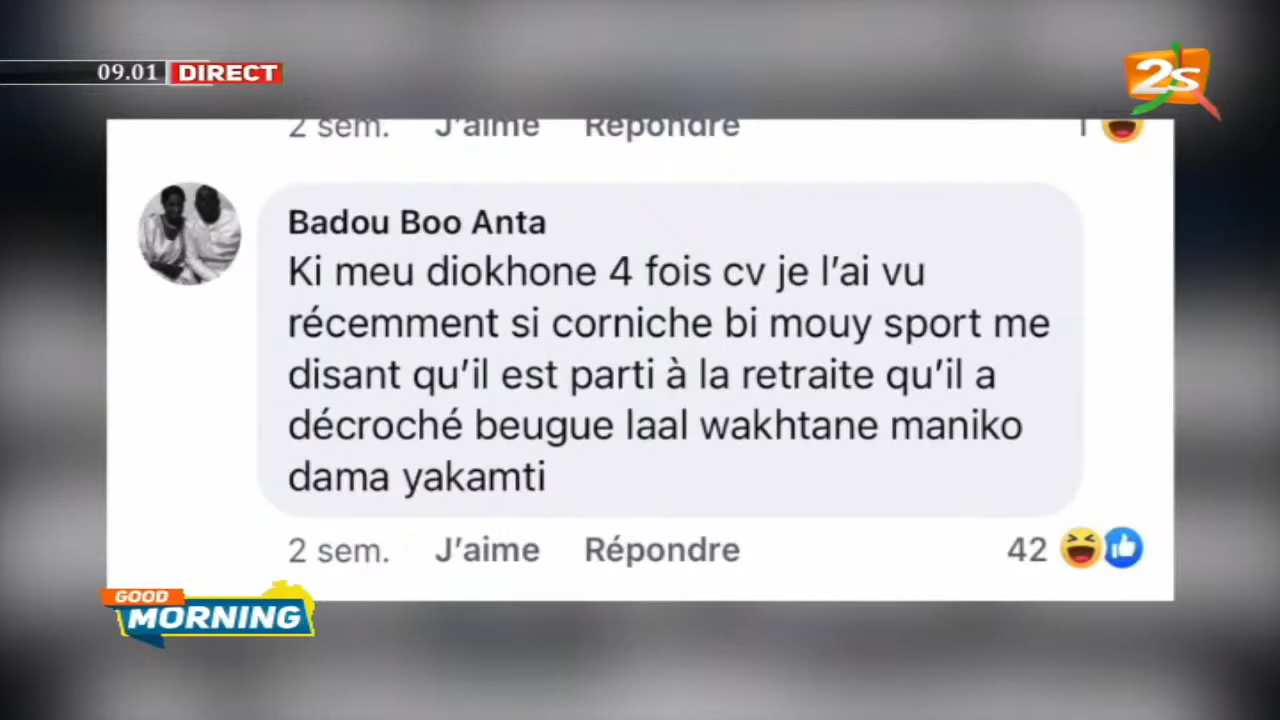 09.01 DIRECT
2s
2 sem. J'aime Répondre 1
Badou Boo Anta
Ki meu diokhone 4 fois cv je l'ai vu
récemment si corniche bi mouy sport me
disant qu'il est parti à la retraite qu'il a
décroché beugue laal wakhtane maniko
dama yakamti
2 sem. J'aime Répondre 42
GOOD
MORNING